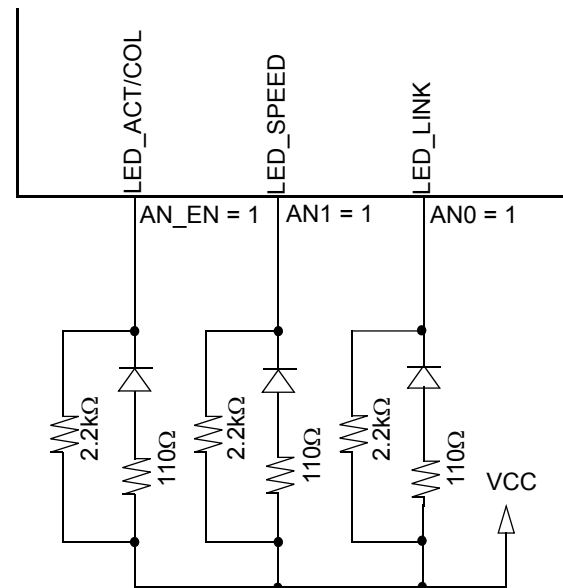 LED_ACT/COL
LED_SPEED
LED_LINK
AN_EN = 1
AN1 = 1
AN0 = 1
2.2kΩ
110Ω
2.2kΩ
110Ω
2.2kΩ
110Ω
VCC